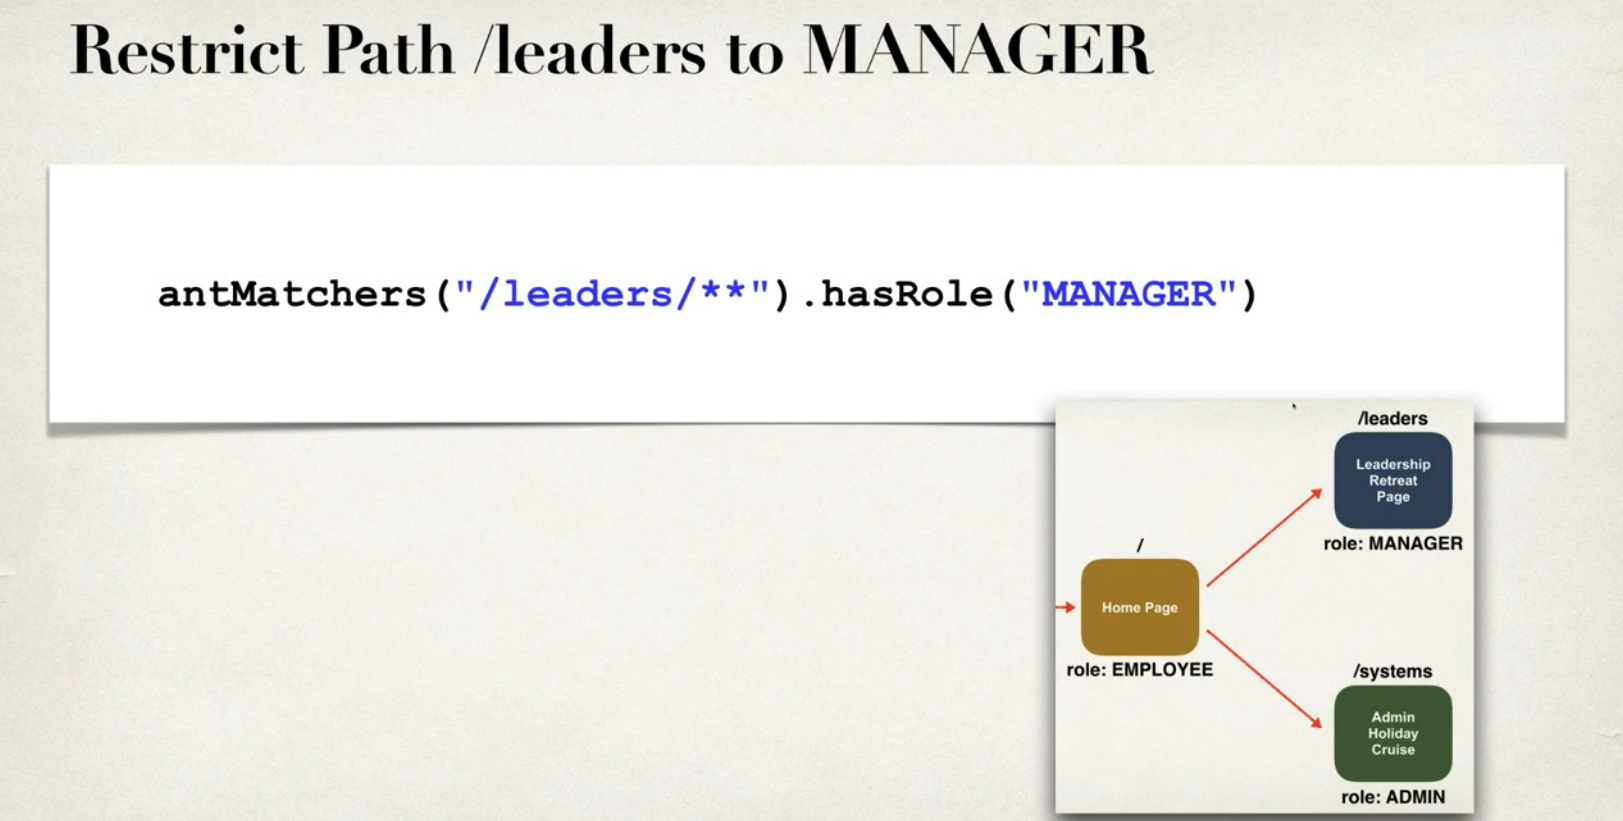 Restrict Path /leaders to MANAGER
antMatchers("/leaders/**").hasRole("MANAGER")
/leaders
Leadership
Retreat
Page
role: MANAGER
/
Home Page
role: EMPLOYEE
/systems
Admin
Holiday
Cruise
role: ADMIN